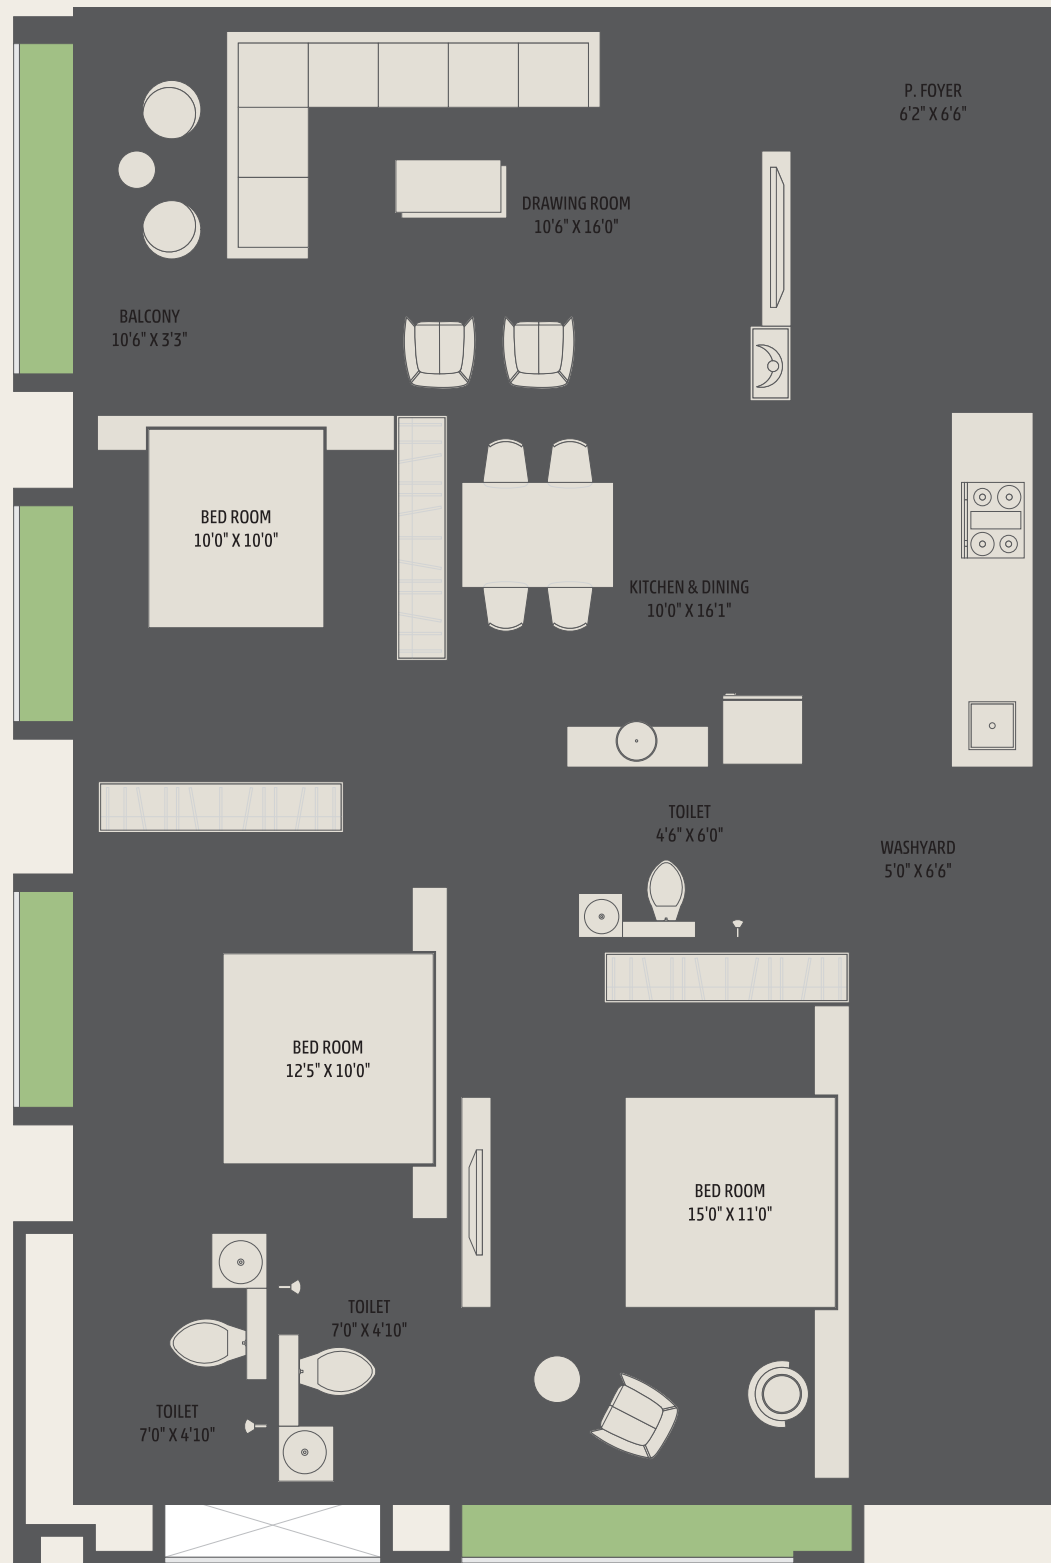 P. FOYER
6'2" X 6'6"
DRAWING ROOM
10'6" X 16'0"
BALCONY
10'6" X 3'3"
BED ROOM
10'0" X 10'0"
KITCHEN & DINING
10'0" X 16'1"
TOILET
4'6" X 6'0"
WASHYARD
5'0" X 6'6"
BED ROOM
12'5" X 10'0"
BED ROOM
15'0" X 11'0"
TOILET
7'0" X 4'10"
TOILET
7'0" X 4'10"